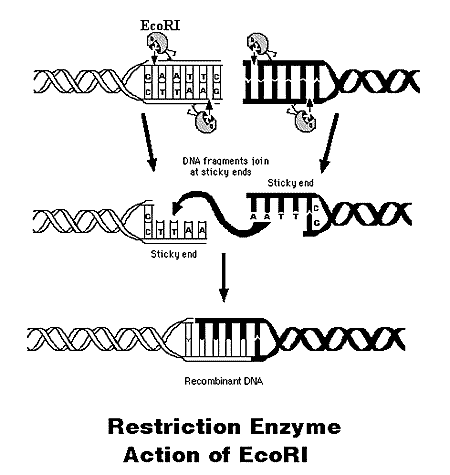 EcoRI
G A A T T C
C T T A A G
DNA fragments join
at sticky ends
Sticky end
G
C T T A A
A A T T C
G
Sticky end
Recombinant DNA
Restriction Enzyme
Action of EcoRI